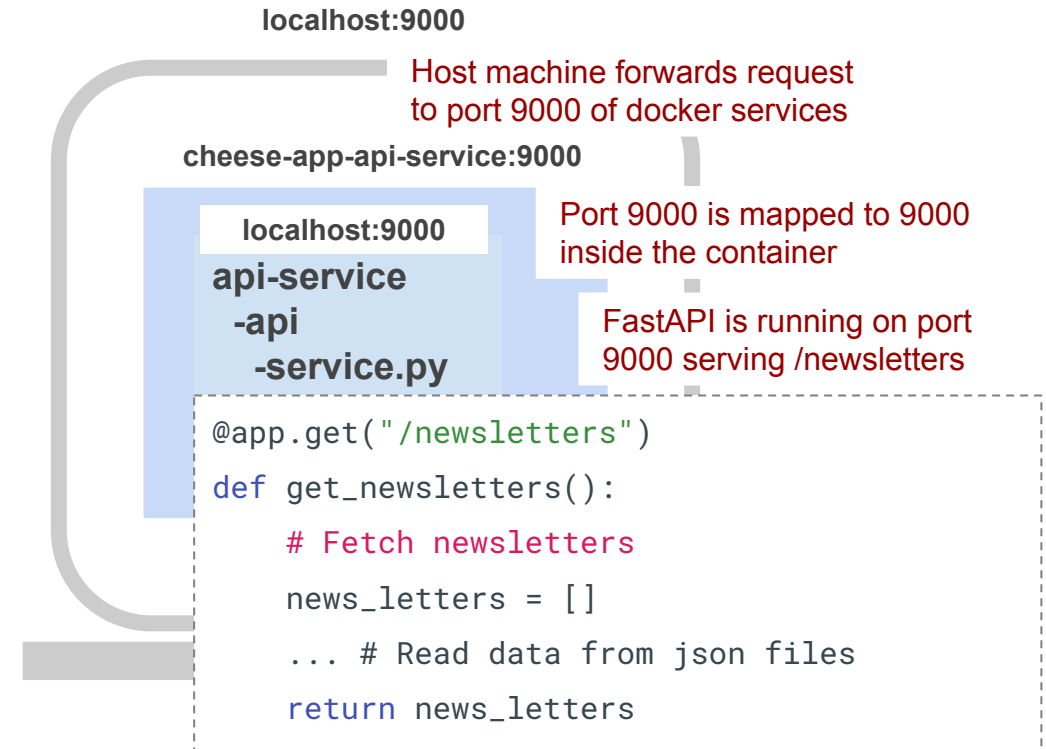 localhost:9000
Host machine forwards request
to port 9000 of docker services
cheese-app-api-service:9000
Port 9000 is mapped to 9000
inside the container
localhost:9000
api-service
-api
-service.py
FastAPI is running on port
9000 serving /newsletters
@app.get("/newsletters")
def get_newsletters():
    # Fetch newsletters
    news_letters = []
    ... # Read data from json files
    return news_letters